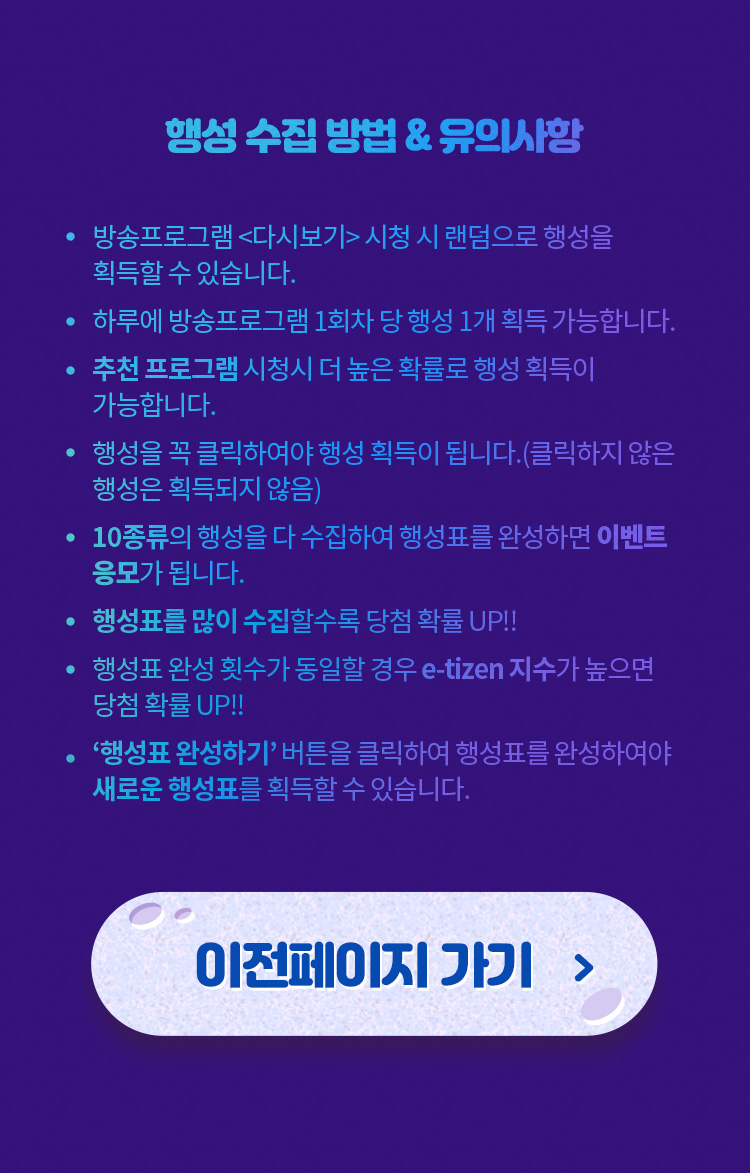 행성 수집 방법 & 유의사항
• 방송프로그램 <다시보기> 시청 시 랜덤으로 행성을
획득할 수 있습니다.
• 하루에 방송프로그램 1회차 당 행성 1개 획득 가능합니다.
• 추천 프로그램 시청시 더 높은 확률로 행성 획득이
가능합니다.
• 행성을 꼭 클릭하여야 행성 획득이 됩니다.(클릭하지 않은
행성은 획득되지 않음)
• 10종류의 행성을 다 수집하여 행성표를 완성하면 이벤트
응모가 됩니다.
• 행성표를 많이 수집할수록 당첨 확률 UP!!
• 행성표 완성 횟수가 동일할 경우 e-tizen 지수가 높으면
당첨 확률 UP!!
• ‘행성표 완성하기’ 버튼을 클릭하여 행성표를 완성하여야
새로운 행성표를 획득할 수 있습니다.
이전페이지 가기 >